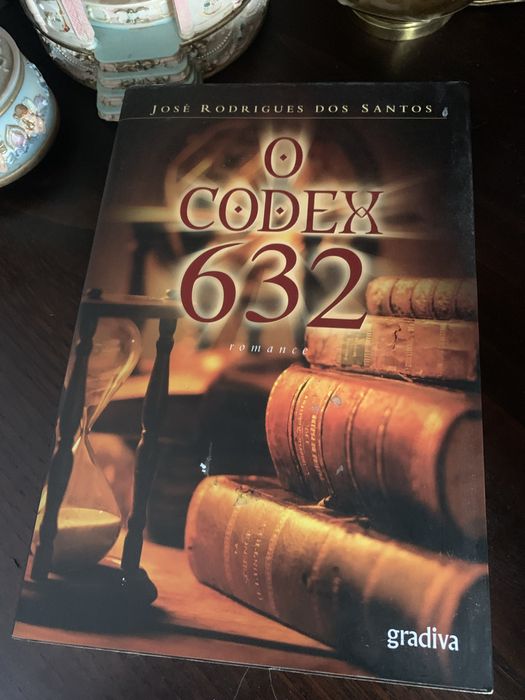 JOSÉ RODRIGUES DOS SANTOS
O
CODEX
632
romance
gradiva